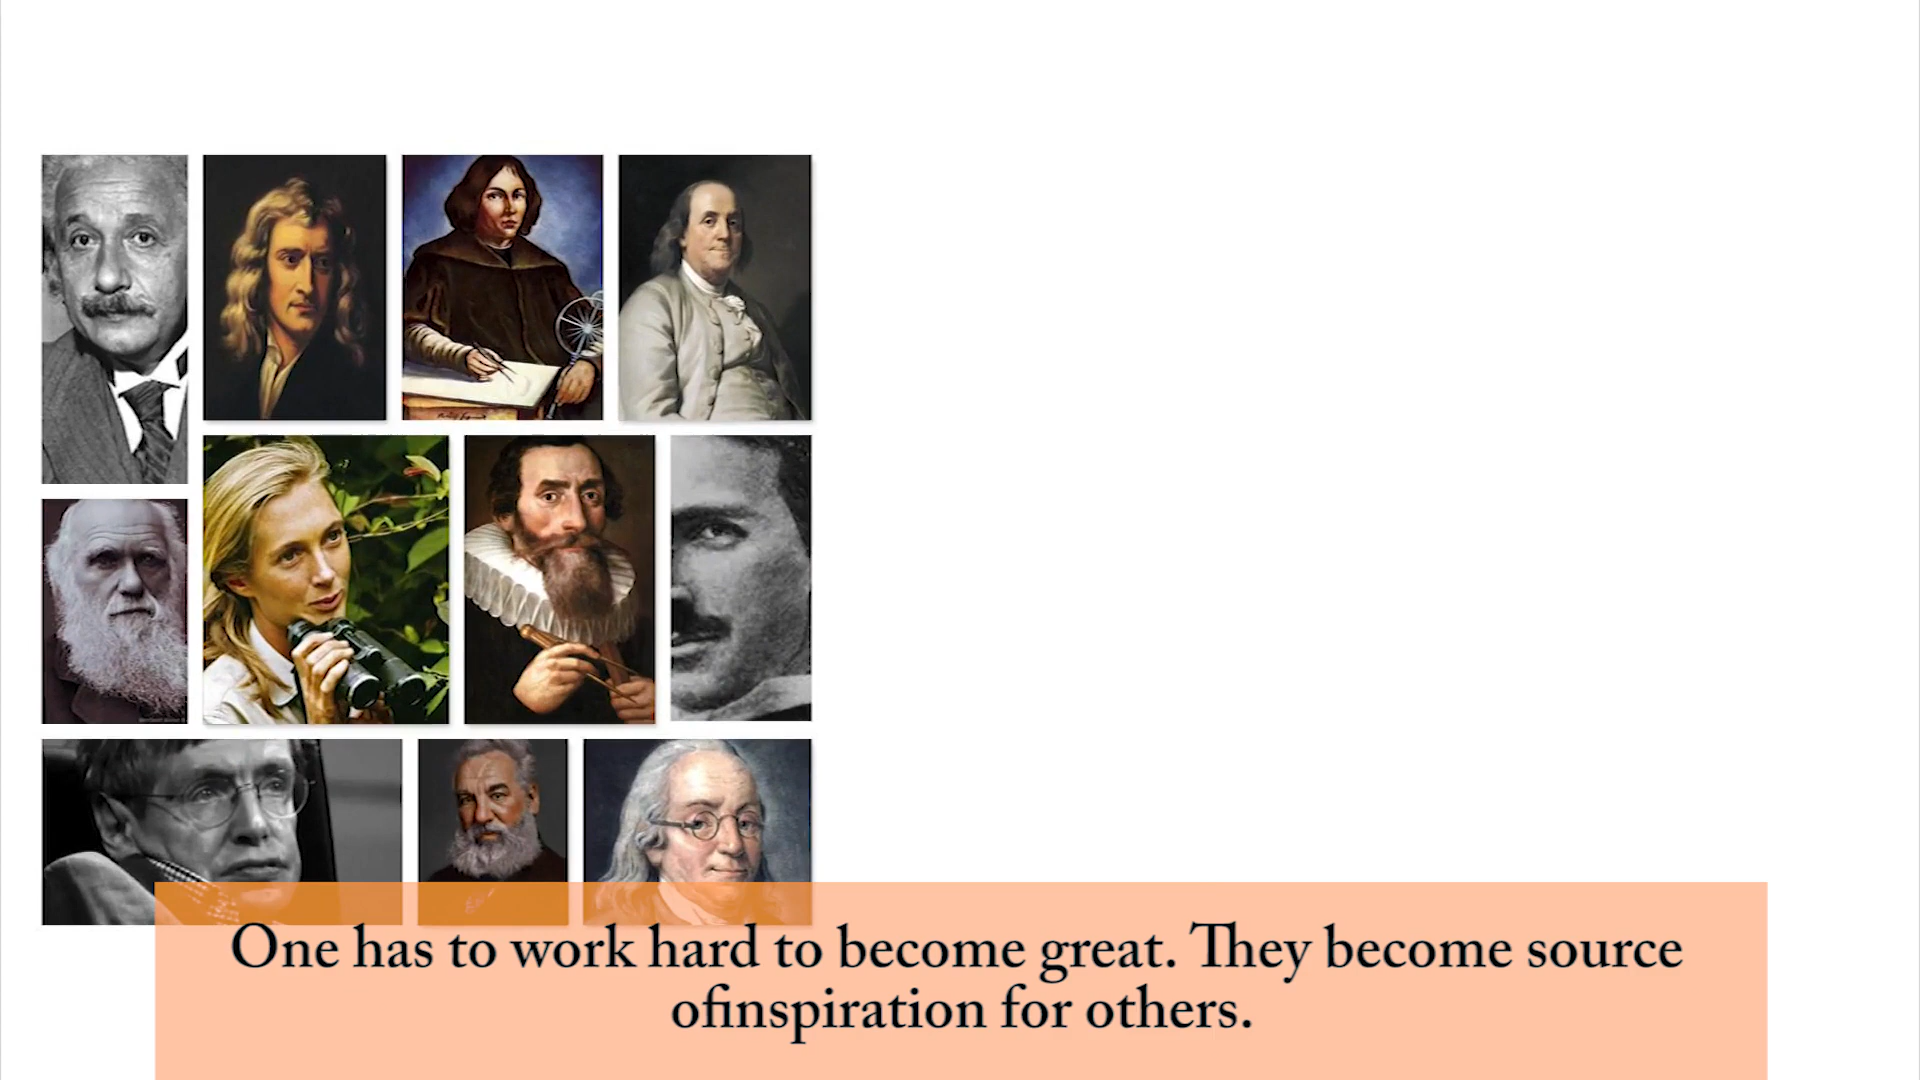 One has to work hard to become great. They become source
ofinspiration for others.